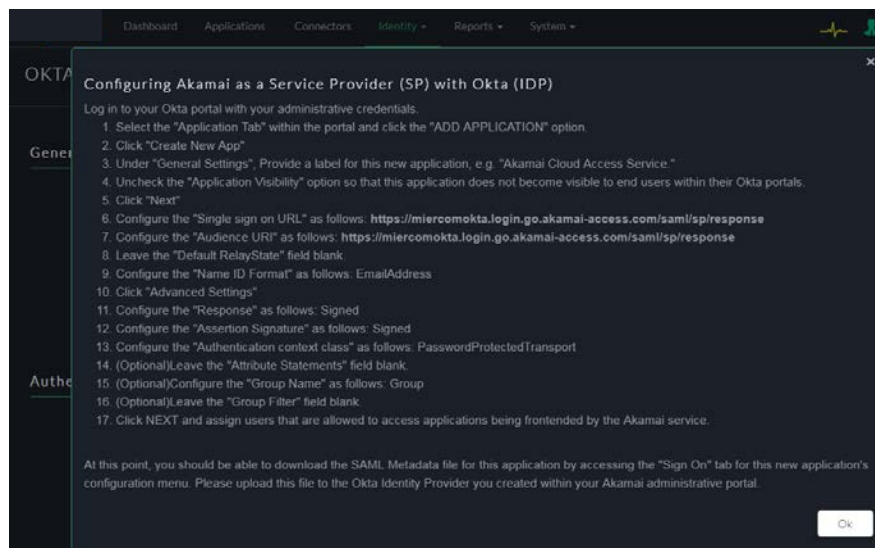 Dashboard Applications Connectors Identity Reports System
OKTA
Configuring Akamai as a Service Provider (SP) with Okta (IDP)
Log in to your Okta portal with your administrative credentials.
1. Select the "Application Tab" within the portal and click the "ADD APPLICATION" option.
2. Click "Create New App"
Gener
3. Under "General Settings", Provide a label for this new application, e.g. "Akamai Cloud Access Service."
4. Uncheck the "Application Visibility" option so that this application does not become visible to end users within their Okta portals.
5. Click "Next"
6. Configure the "Single sign on URL" as follows: https://miercomokta.login.go.akamai-access.com/saml/sp/response
7. Configure the "Audience URI" as follows: https://miercomokta.login.go.akamai-access.com/saml/sp/response
8. Leave the "Default RelayState" field blank.
9. Configure the "Name ID Format" as follows: EmailAddress
10. Click "Advanced Settings"
11. Configure the "Response" as follows: Signed
12. Configure the "Assertion Signature" as follows: Signed
13. Configure the "Authentication context class" as follows: PasswordProtectedTransport
14. (Optional)Leave the "Attribute Statements" field blank.
Authe
15. (Optional)Configure the "Group Name" as follows: Group
16. (Optional)Leave the "Group Filter" field blank.
17. Click NEXT and assign users that are allowed to access applications being frontended by the Akamai service.
At this point, you should be able to download the SAML Metadata file for this application by accessing the "Sign On" tab for this new application's
configuration menu. Please upload this file to the Okta Identity Provider you created within your Akamai administrative portal.
Ok